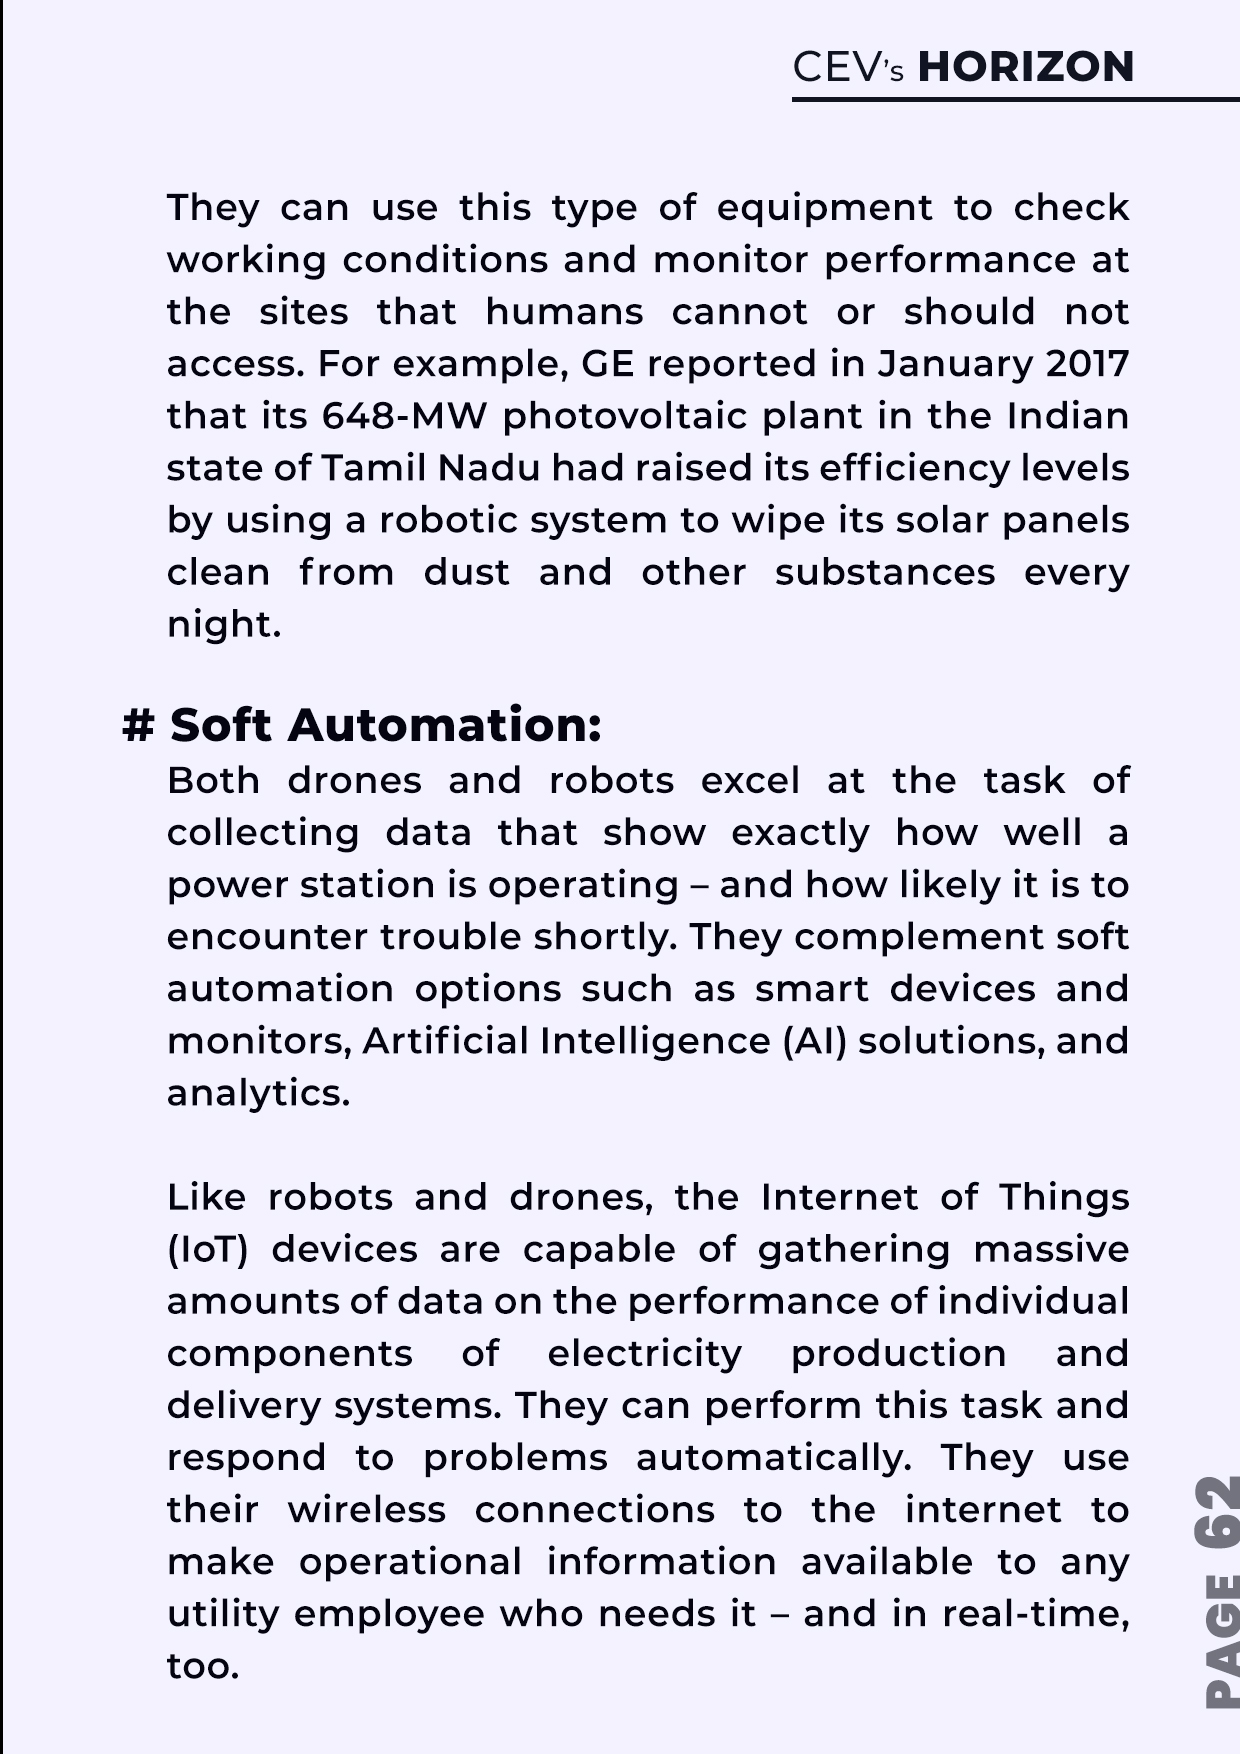 CEV's HORIZON
They can use this type of equipment to check
working conditions and monitor performance at
the sites that humans cannot or should not
access. For example, GE reported in January 2017
that its 648-MW photovoltaic plant in the Indian
state of Tamil Nadu had raised its efficiency levels
by using a robotic system to wipe its solar panels
clean from dust and other substances every
night.
# Soft Automation:
Both drones and robots excel at the task of
collecting data that show exactly how well a
power station is operating – and how likely it is to
encounter trouble shortly. They complement soft
automation options such as smart devices and
monitors, Artificial Intelligence (AI) solutions, and
analytics.
Like robots and drones, the Internet of Things
(IoT) devices are capable of gathering massive
amounts of data on the performance of individual
components of electricity production and
delivery systems. They can perform this task and
respond to problems automatically. They use
their wireless connections to the internet to
make operational information available to any
utility employee who needs it – and in real-time,
too.
PAGE 62